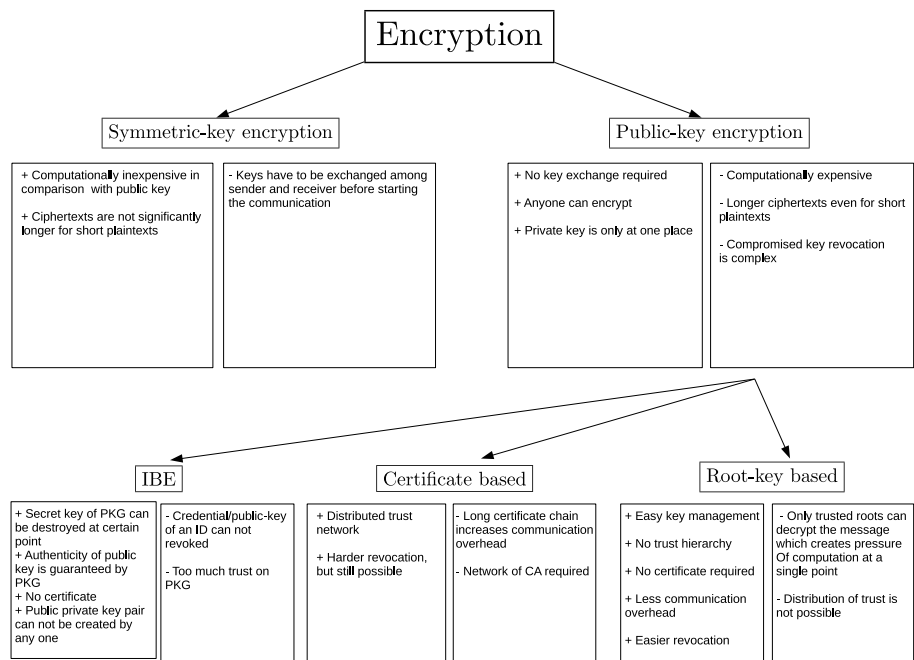 Encryption
Symmetric-key encryption
Public-key encryption
+ Computationally inexpensive in
comparison with public key
+ Ciphertexts are not significantly
longer for short plaintexts
- Keys have to be exchanged among
sender and receiver before starting
the communication
+ No key exchange required
+ Anyone can encrypt
+ Private key is only at one place
- Computationally expensive
- Longer ciphertexts even for short
plaintexts
- Compromised key revocation
is complex
IBE
Certificate based
Root-key based
+ Secret key of PKG can
be destroyed at certain
point
+ Authenticity of public
key is guaranteed by
PKG
+ No certificate
+ Public private key pair
can not be created by
any one
- Credential/public-key
of an ID can not
revoked
- Too much trust on
PKG
+ Distributed trust
network
+ Harder revocation,
but still possible
- Long certificate chain
increases communication
overhead
- Network of CA required
+ Easy key management
+ No trust hierarchy
+ No certificate required
+ Less communication
overhead
+ Easier revocation
- Only trusted roots can
decrypt the message
which creates pressure
Of computation at a
single point
- Distribution of trust is
not possible